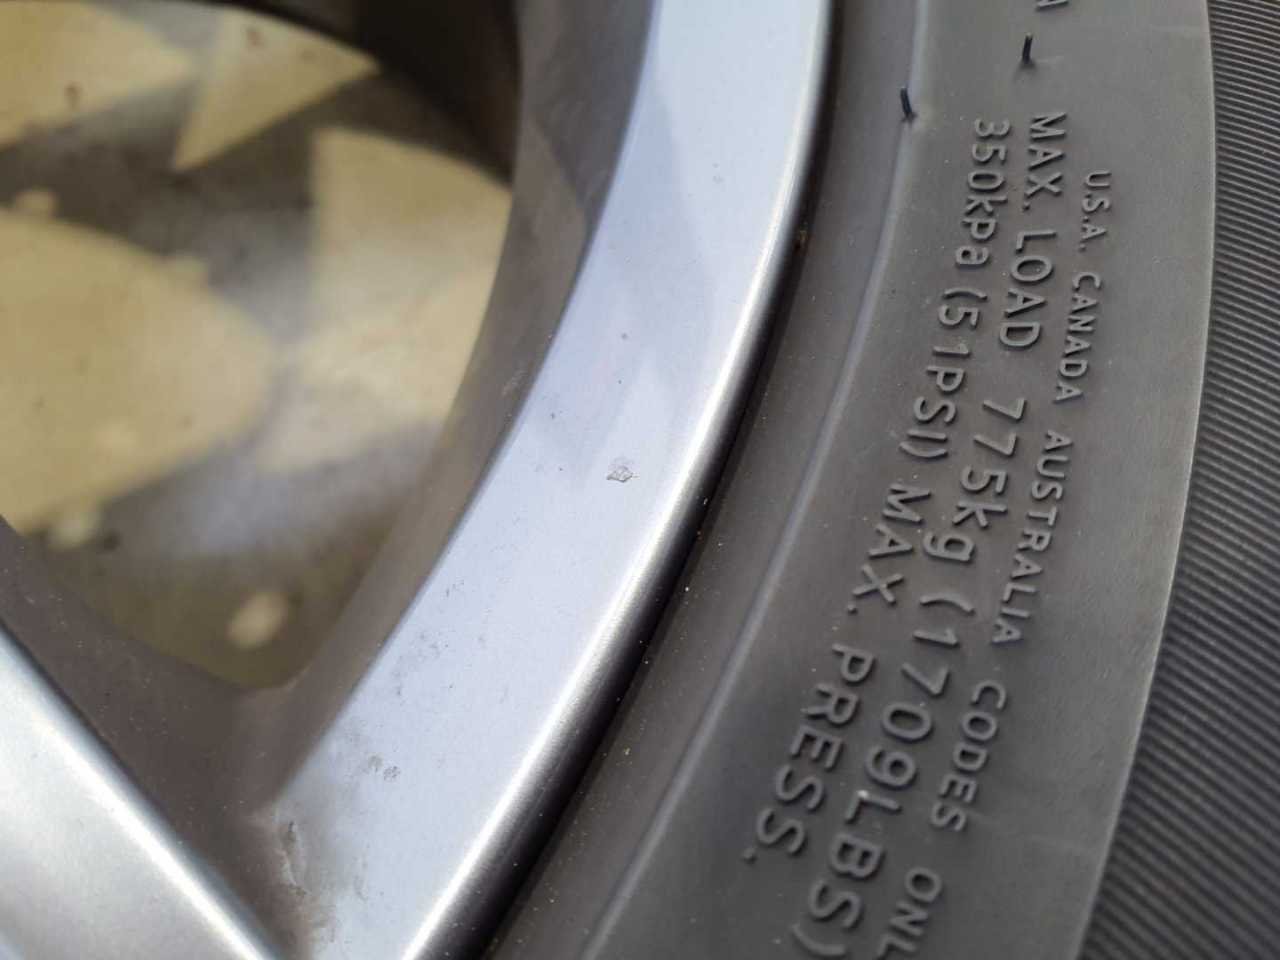 U.S.A. CANADA AUSTRALIA CODES ONL
MAX. LOAD 775kg (1709LBS)
350kPa (51PSI) MAX. PRESS.